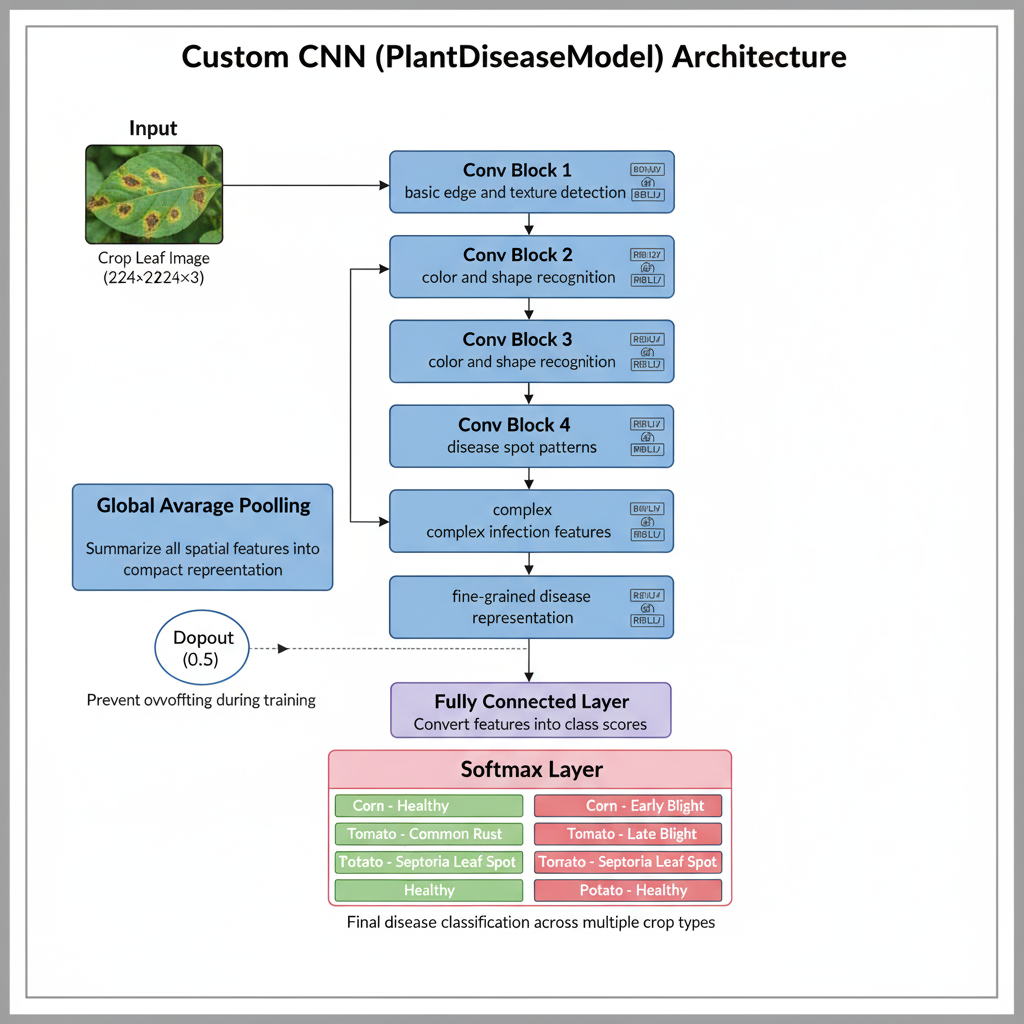 Custom CNN (PlantDiseaseModel) Architecture
Input
Crop Leaf Image
(224×2224×3)
Conv Block 1
basic edge and texture detection
Conv Block 2
color and shape recognition
Conv Block 3
color and shape recognition
Conv Block 4
disease spot patterns
complex
complex infection features
fine-grained disease
representation
Global Avarage Poolling
Summarize all spatial features into
compact repreentation
Dopout
(0.5)
Prevent ovvoffting during training
Fully Connected Layer
Convert features into class scores
Softmax Layer
Corn - Healthy
Corn - Early Blight
Tomato - Common Rust
Tomato - Late Blight
Totato - Septoria Leaf Spot
Torrato - Septoria Leaf Spot
Healthy
Potato - Healthy
Final disease classification across multiple crop types